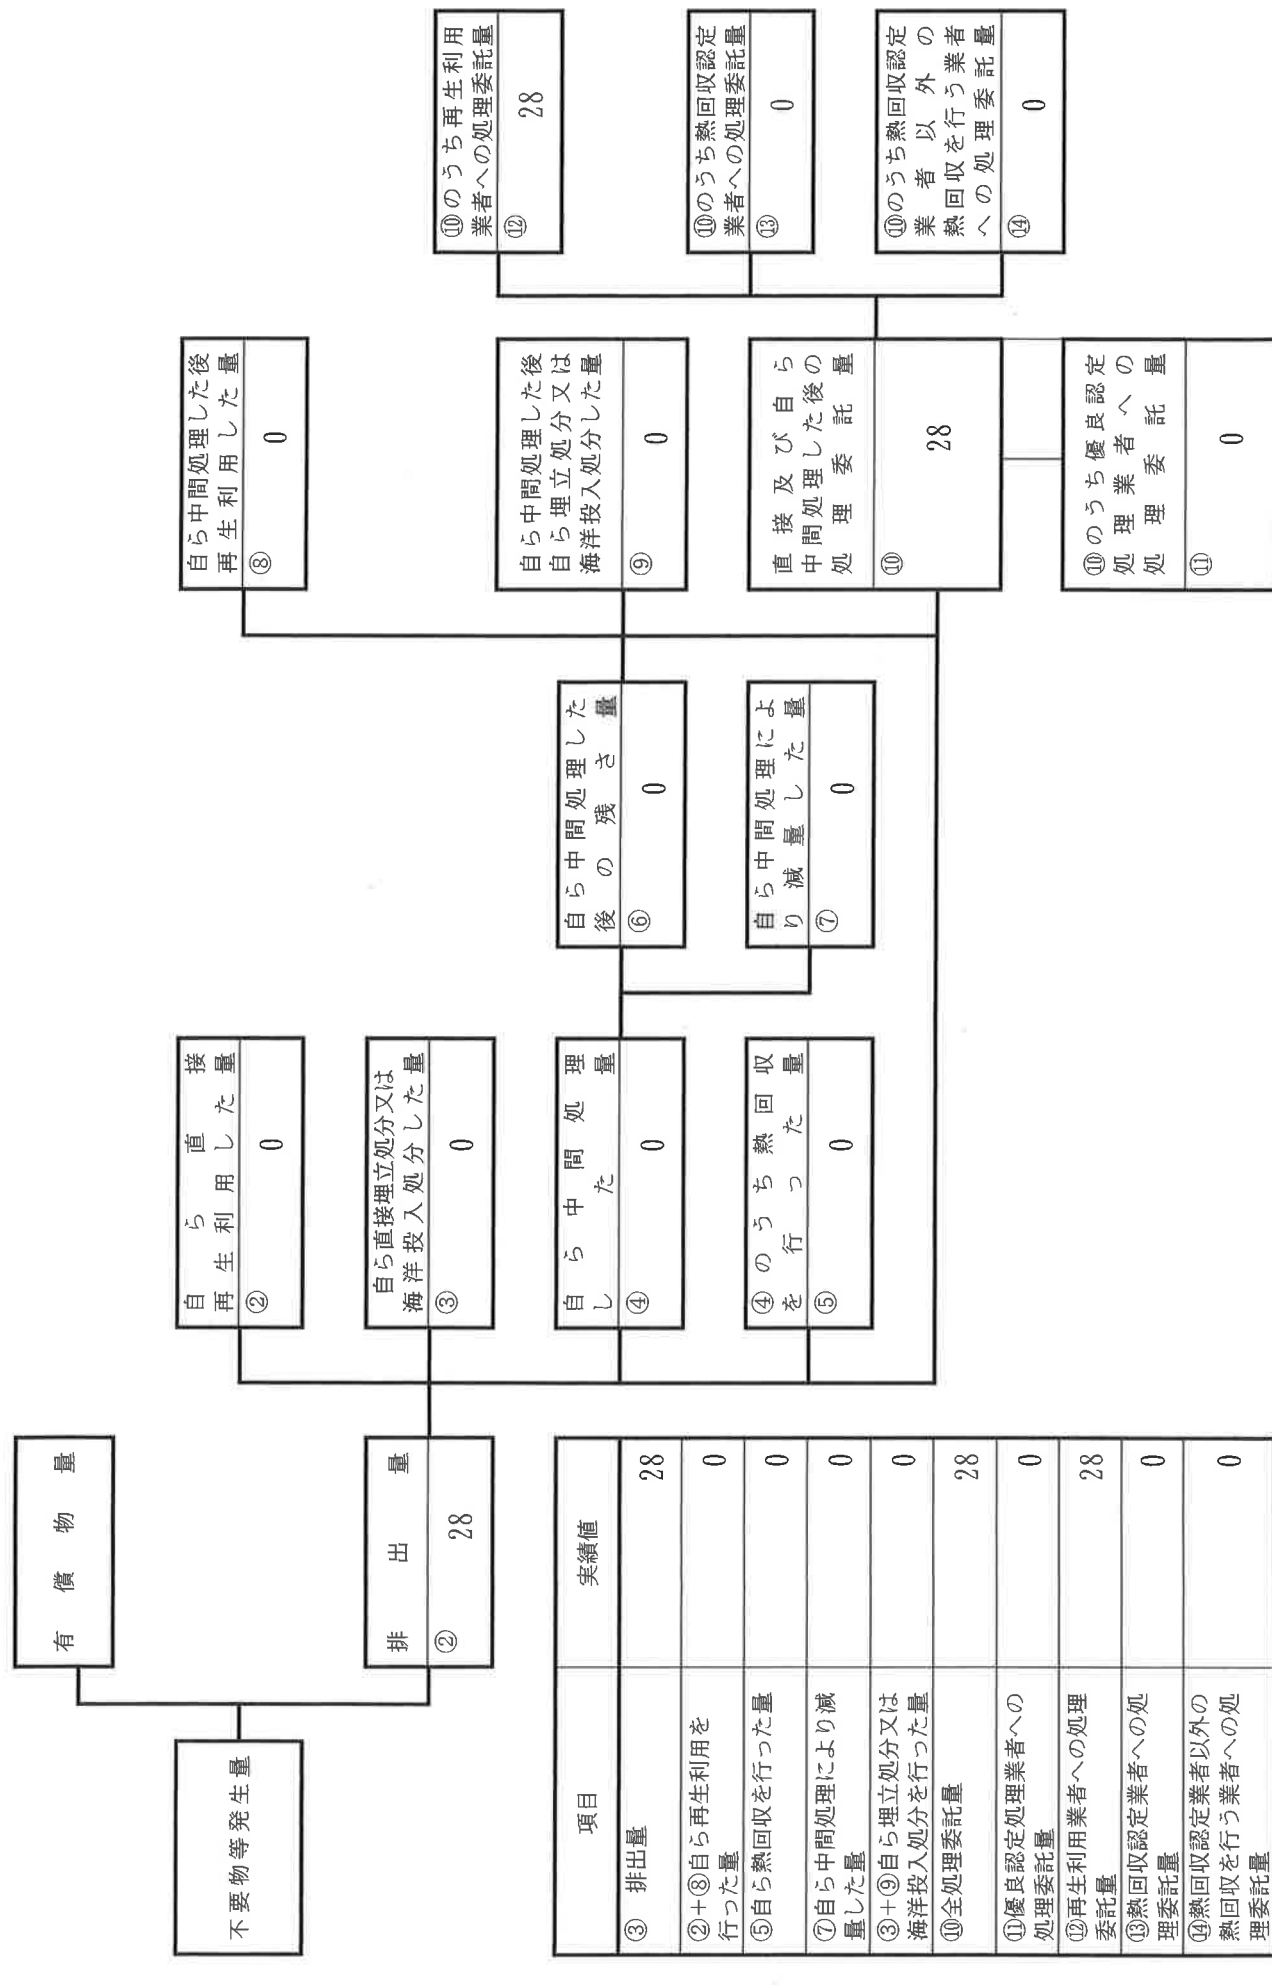 不要物等発生量
有償物量
排出量
② 28
自ら直接
再生利用した量
② 0
自ら直接埋立処分又は
海洋投入処分した量
③ 0
自ら中間処理
した量
④ 0
④のうち熱回収
を行った量
⑤ 0
自ら中間処理した
後の残さ量
⑥ 0
自ら中間処理によ
り減量した量
⑦ 0
自ら中間処理した後
再生利用した量
⑧ 0
自ら中間処理した後
自ら埋立処分又は
海洋投入処分した量
⑨ 0
直接及び自ら
中間処理した後の
処理委託量
⑩ 28
⑩のうち優良認定
処理業者への
処理委託量
⑪ 0
⑩のうち再生利用
業者への処理委託量
⑫ 28
⑩のうち熱回収認定
業者への処理委託量
⑬ 0
⑩のうち熱回収認定
業者以外の
熱回収を行う業者
への処理委託量
⑭ 0
項目 実績値
③ 排出量 28
②+⑧自ら再生利用を
行った量 0
⑤自ら熱回収を行った量 0
⑦自ら中間処理により減
量した量 0
③+⑨自ら埋立処分又は
海洋投入処分を行った量 0
⑩全処理委託量 28
⑪優良認定処理業者への
処理委託量 0
⑫再生利用業者への処理
委託量 28
⑬熱回収認定業者への処
理委託量 0
⑭熱回収認定業者以外の
熱回収を行う業者への処
理委託量 0